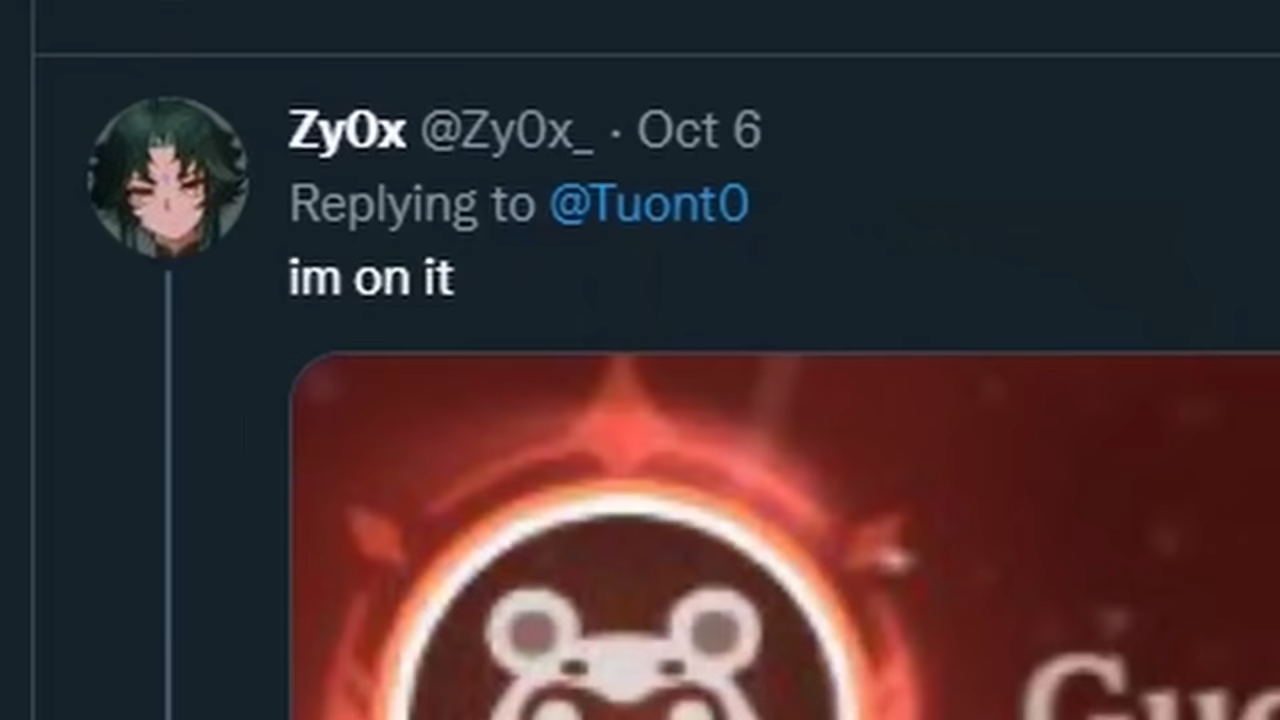 Zy0x @Zy0x_ · Oct 6
Replying to @Tuont0
im on it